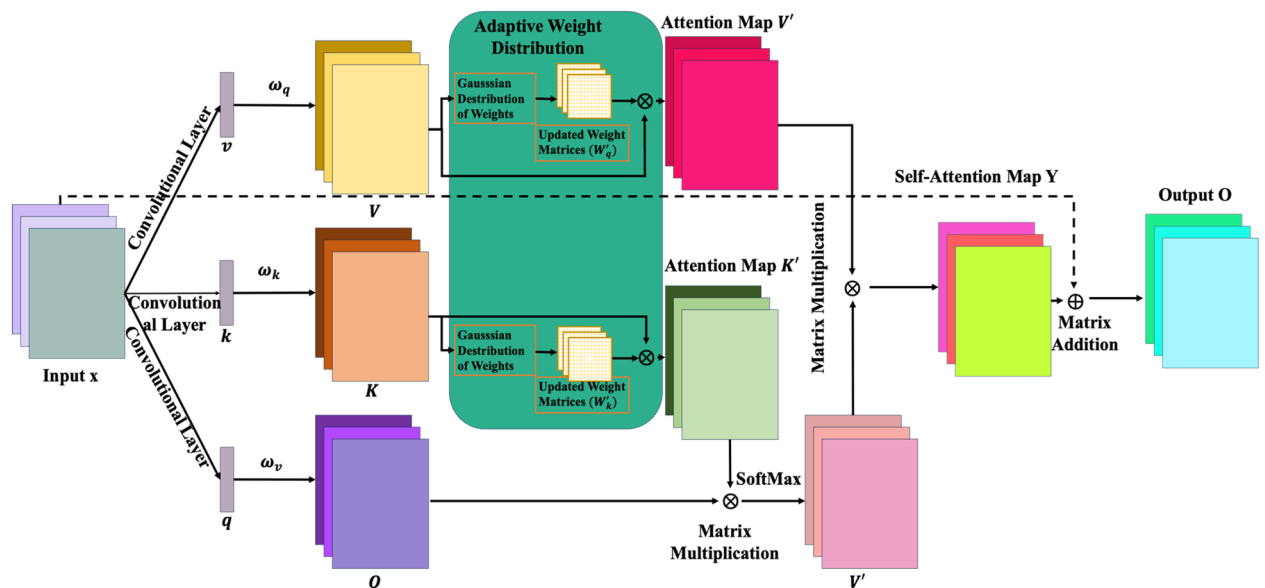 Adaptive Weight
Distribution
Attention Map V′
ω_q
Convolutional Layer
v
V
Gausssian
Destribution
of Weights
Updated Weight
Matrices (W′_q)
Self-Attention Map Y
Output O
Input x
ω_k
Convolution
al Layer
k
K
Gausssian
Destribution
of Weights
Updated Weight
Matrices (W′_k)
Attention Map K′
Matrix Multiplication
Matrix
Addition
Convolutional Layer
ω_v
q
Q
SoftMax
Matrix
Multiplication
V′